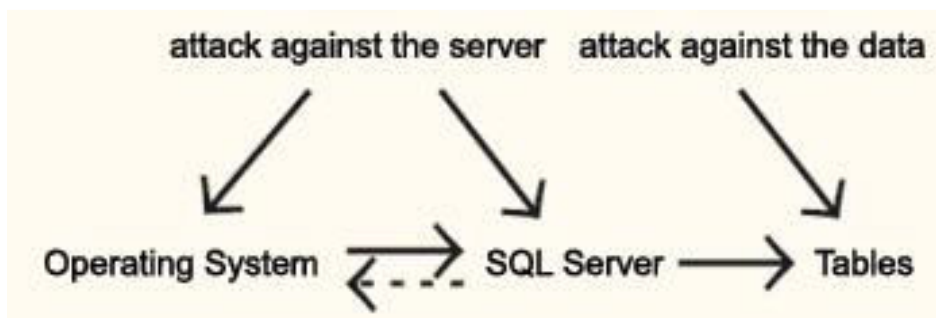 attack against the server attack against the data
Operating System SQL Server Tables